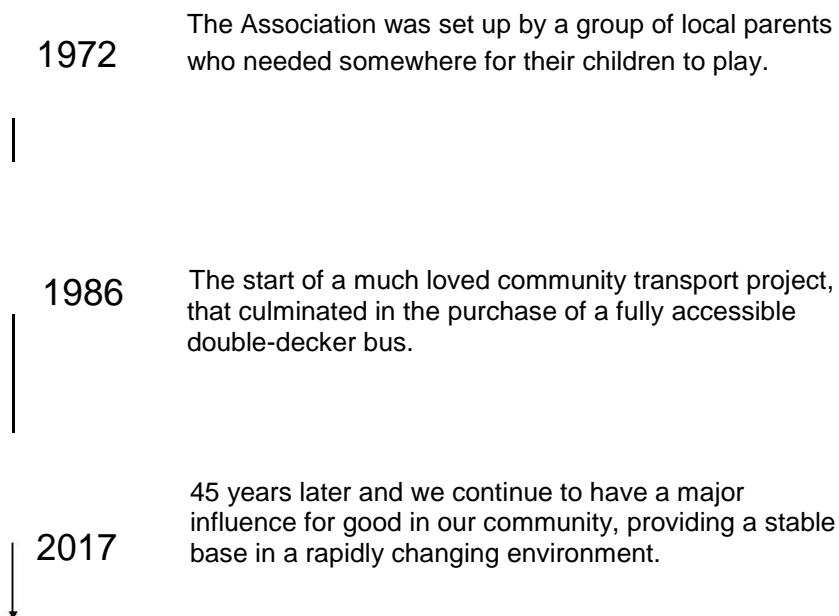 1972
The Association was set up by a group of local parents
who needed somewhere for their children to play.
1986
The start of a much loved community transport project,
that culminated in the purchase of a fully accessible
double-decker bus.
2017
45 years later and we continue to have a major
influence for good in our community, providing a stable
base in a rapidly changing environment.